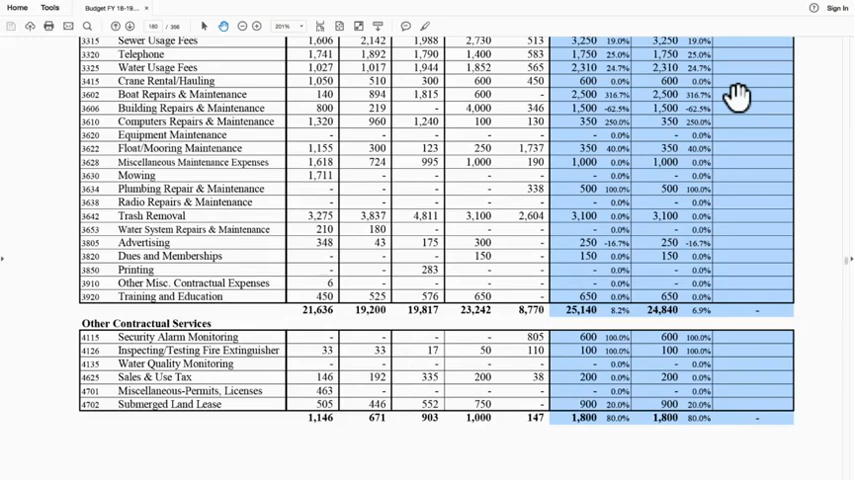 Home Tools Budget FY 18-19... × Sign In
180 / 356 201%
3315 Sewer Usage Fees 1,606 2,142 1,988 2,730 513 3,250 19.0% 3,250 19.0%
3320 Telephone 1,741 1,892 1,790 1,400 583 1,750 25.0% 1,750 25.0%
3325 Water Usage Fees 1,027 1,017 1,944 1,852 565 2,310 24.7% 2,310 24.7%
3415 Crane Rental/Hauling 1,050 510 300 600 450 600 0.0% 600 0.0%
3602 Boat Repairs & Maintenance 140 894 1,815 600 - 2,500 316.7% 2,500 316.7%
3606 Building Repairs & Maintenance 800 219 - 4,000 346 1,500 -62.5% 1,500 -62.5%
3610 Computers Repairs & Maintenance 1,320 960 1,240 100 130 350 250.0% 350 250.0%
3620 Equipment Maintenance - - - - - - 0.0% - 0.0%
3622 Float/Mooring Maintenance 1,155 300 123 250 1,737 350 40.0% 350 40.0%
3628 Miscellaneous Maintenance Expenses 1,618 724 995 1,000 190 1,000 0.0% 1,000 0.0%
3630 Mowing 1,711 - - - - - 0.0% - 0.0%
3634 Plumbing Repair & Maintenance - - - - 338 500 100.0% 500 100.0%
3638 Radio Repairs & Maintenance - - - - - - 0.0% - 0.0%
3642 Trash Removal 3,275 3,837 4,811 3,100 2,604 3,100 0.0% 3,100 0.0%
3653 Water System Repairs & Maintenance 210 180 - - - - 0.0% - 0.0%
3805 Advertising 348 43 175 300 - 250 -16.7% 250 -16.7%
3820 Dues and Memberships - - - 150 - 150 0.0% 150 0.0%
3850 Printing - - 283 - - - 0.0% - 0.0%
3910 Other Misc. Contractual Expenses 6 - - - - - 0.0% - 0.0%
3920 Training and Education 450 525 576 650 - 650 0.0% 650 0.0%
21,636 19,200 19,817 23,242 8,770 25,140 8.2% 24,840 6.9% -
Other Contractual Services
4115 Security Alarm Monitoring - - - - 805 600 100.0% 600 100.0%
4126 Inspecting/Testing Fire Extinguisher 33 33 17 50 110 100 100.0% 100 100.0%
4135 Water Quality Monitoring - - - - - - 0.0% - 0.0%
4625 Sales & Use Tax 146 192 335 200 38 200 0.0% 200 0.0%
4701 Miscellaneous-Permits, Licenses 463 - - - - - 0.0% - 0.0%
4702 Submerged Land Lease 505 446 552 750 - 900 20.0% 900 20.0%
1,146 671 903 1,000 147 1,800 80.0% 1,800 80.0% -